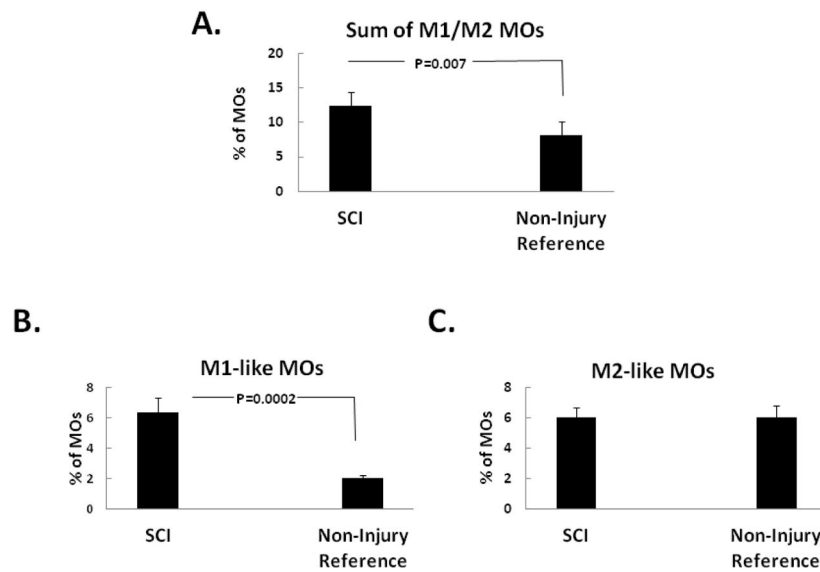 A.
Sum of M1/M2 MOs
P=0.007
% of MOs
20
15
10
5
0
SCI
Non-Injury
Reference
B.
M1-like MOs
P=0.0002
% of MOs
8
6
4
2
0
SCI
Non-Injury
Reference
C.
M2-like MOs
% of MOs
8
6
4
2
0
SCI
Non-Injury
Reference